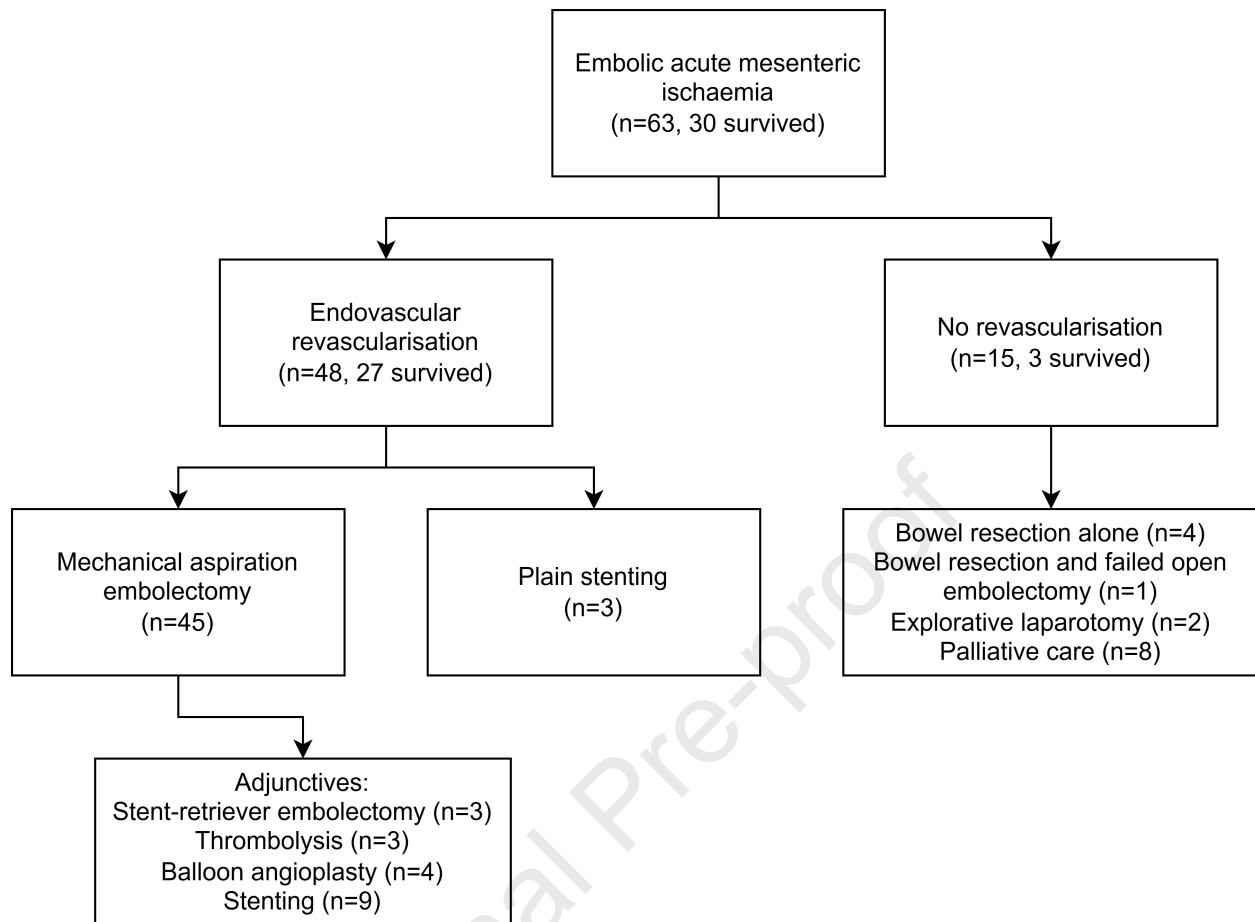 Embolic acute mesenteric
ischaemia
(n=63, 30 survived)
Endovascular
revascularisation
(n=48, 27 survived)
No revascularisation
(n=15, 3 survived)
Mechanical aspiration
embolectomy
(n=45)
Plain stenting
(n=3)
Bowel resection alone (n=4)
Bowel resection and failed open
embolectomy (n=1)
Explorative laparotomy (n=2)
Palliative care (n=8)
Adjunctives:
Stent-retriever embolectomy (n=3)
Thrombolysis (n=3)
Balloon angioplasty (n=4)
Stenting (n=9)
nal Pre-proof